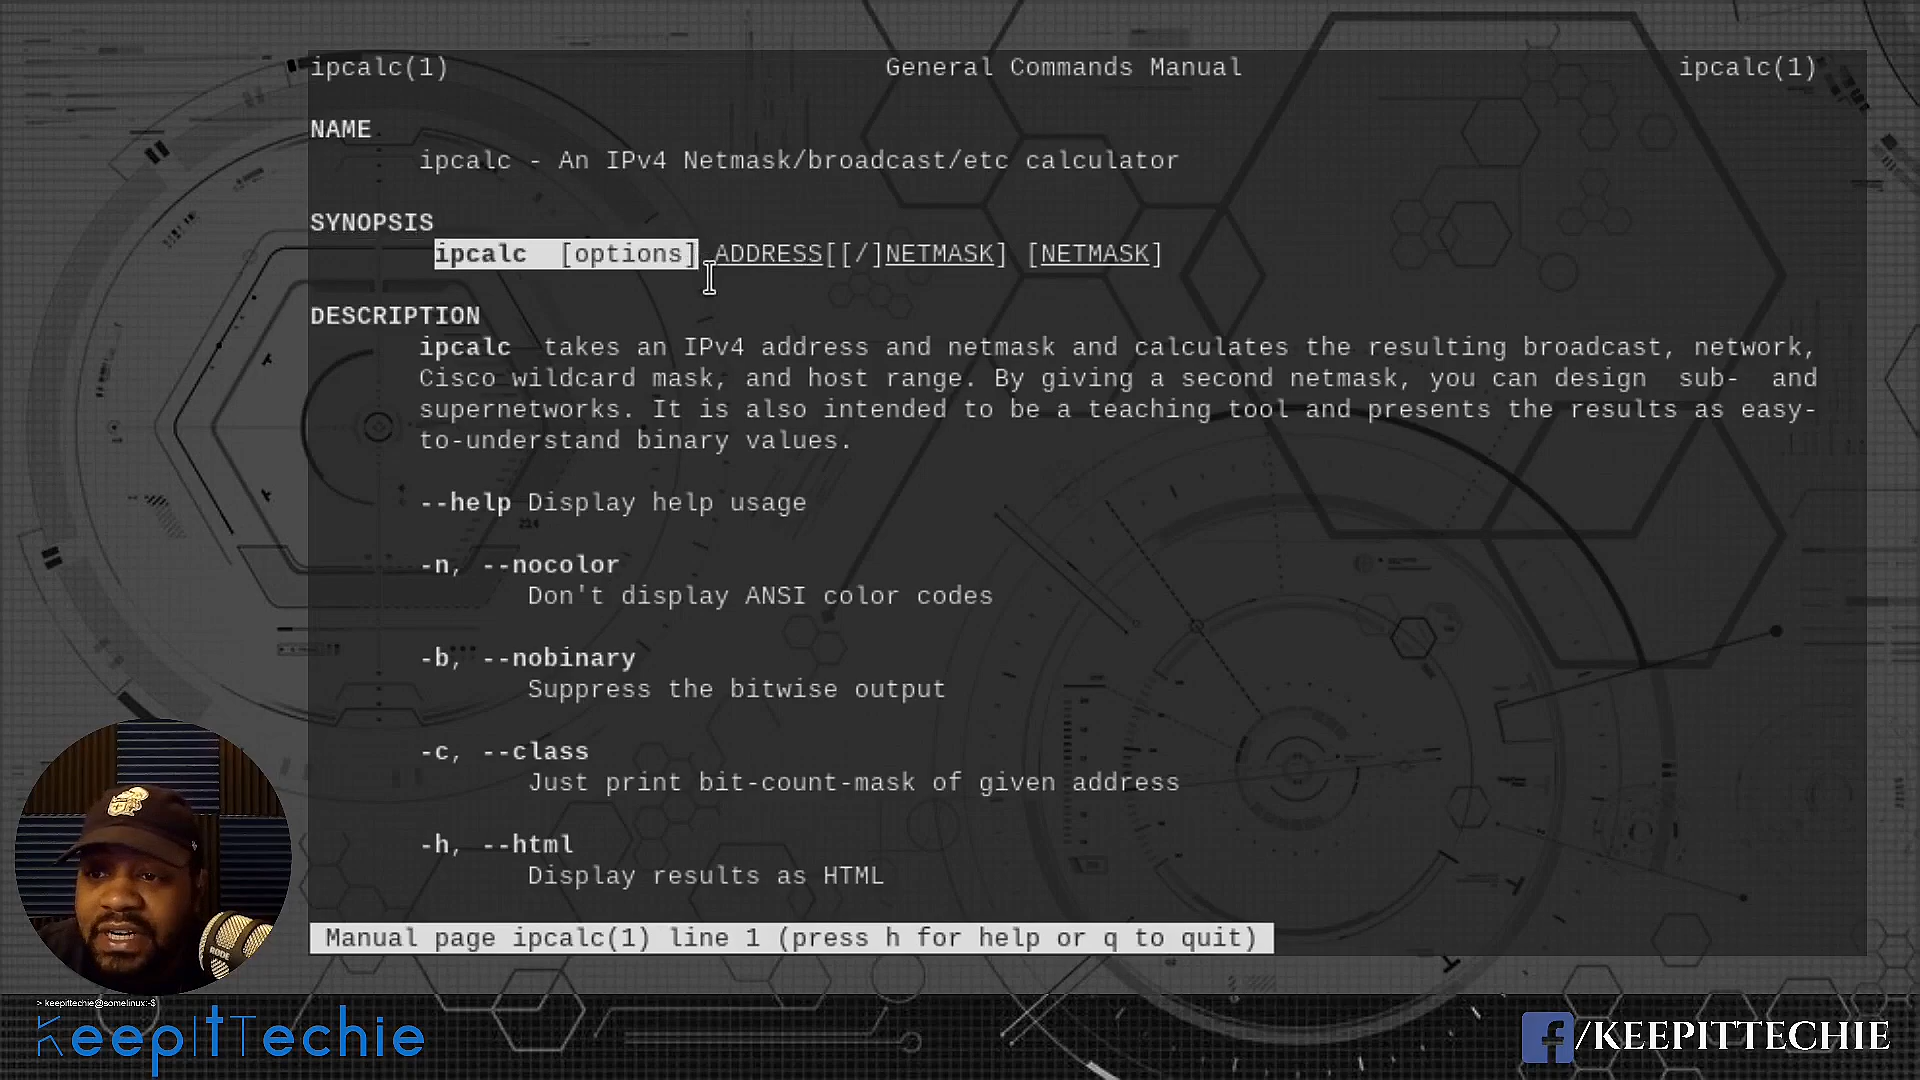 ipcalc(1) General Commands Manual ipcalc(1)
NAME
ipcalc - An IPv4 Netmask/broadcast/etc calculator
SYNOPSIS
ipcalc [options] ADDRESS[[/]NETMASK] [NETMASK]
DESCRIPTION
ipcalc takes an IPv4 address and netmask and calculates the resulting broadcast, network,
Cisco wildcard mask, and host range. By giving a second netmask, you can design sub- and
supernetworks. It is also intended to be a teaching tool and presents the results as easy-
to-understand binary values.
--help Display help usage
-n, --nocolor
Don't display ANSI color codes
-b, --nobinary
Suppress the bitwise output
-c, --class
Just print bit-count-mask of given address
-h, --html
Display results as HTML
Manual page ipcalc(1) line 1 (press h for help or q to quit)
RODE
> keepittechie@somelinux:~$
KeepItTechie
f/KEEPITTECHIE